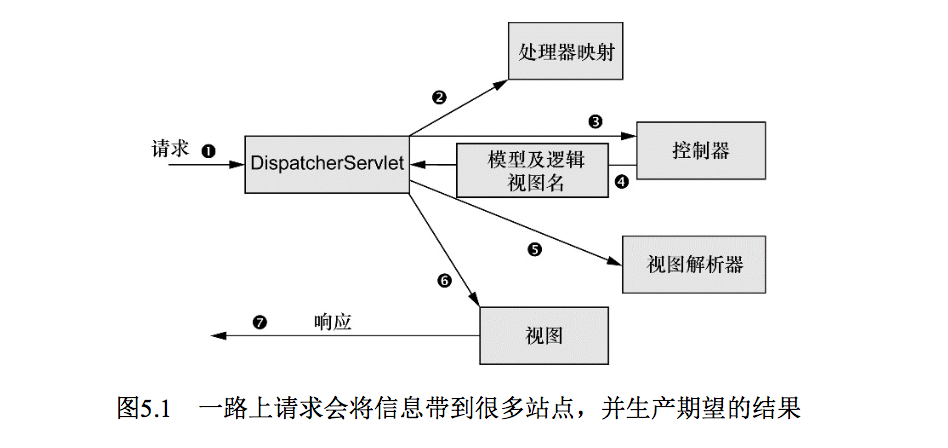 处理器映射
❷
请求 ❶
❸
DispatcherServlet
模型及逻辑
视图名
控制器
❹
❺
视图解析器
❻
❼ 响应
视图
图5.1 一路上请求会将信息带到很多站点，并生产期望的结果